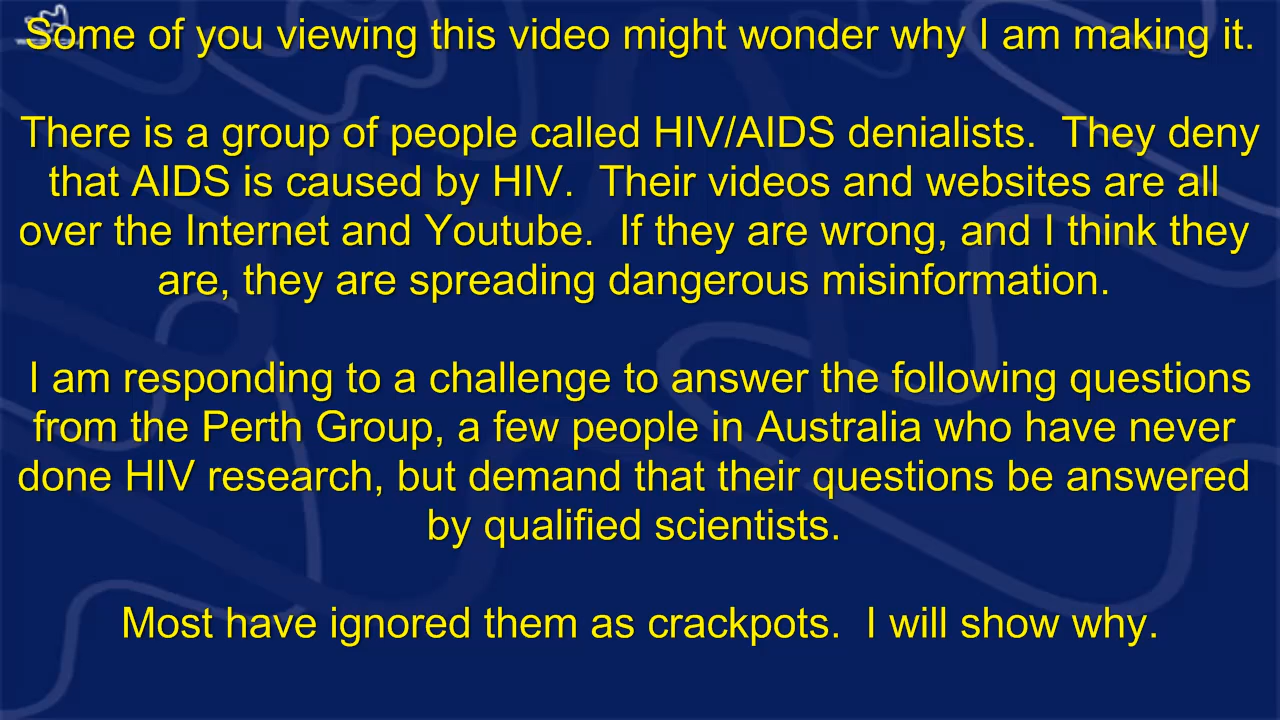 Some of you viewing this video might wonder why I am making it.
There is a group of people called HIV/AIDS denialists.  They deny
that AIDS is caused by HIV.  Their videos and websites are all
over the Internet and Youtube.  If they are wrong, and I think they
are, they are spreading dangerous misinformation.
I am responding to a challenge to answer the following questions
from the Perth Group, a few people in Australia who have never
done HIV research, but demand that their questions be answered
by qualified scientists.
Most have ignored them as crackpots.  I will show why.